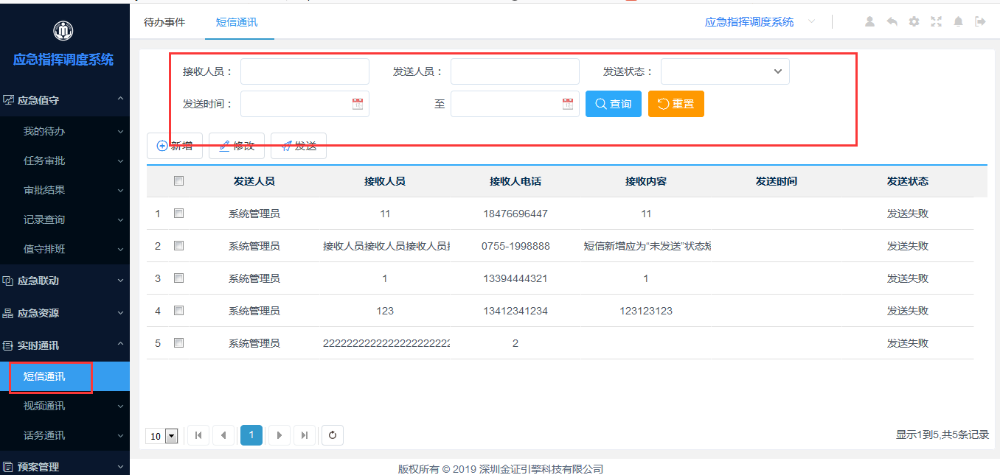 待办事件 短信通讯 应急指挥调度系统
应急指挥调度系统
应急值守
我的待办
任务审批
审批结果
记录查询
值守排班
应急联动
应急资源
实时通讯
短信通讯
视频通讯
话务通讯
预案管理
接收人员： 发送人员： 发送状态：
发送时间： 至 查询 重置
新增 修改 发送
发送人员 接收人员 接收人电话 接收内容 发送时间 发送状态
1 系统管理员 11 18476696447 11 发送失败
2 系统管理员 接收人员接收人员接收人员 0755-1998888 短信新增应为“未发送”状态 发送失败
3 系统管理员 1 13394444321 1 发送失败
4 系统管理员 123 13412341234 123123123 发送失败
5 系统管理员 2222222222222222222222 2 发送失败
10 1 显示1到5,共5条记录
版权所有 © 2019 深圳金证引擎科技有限公司